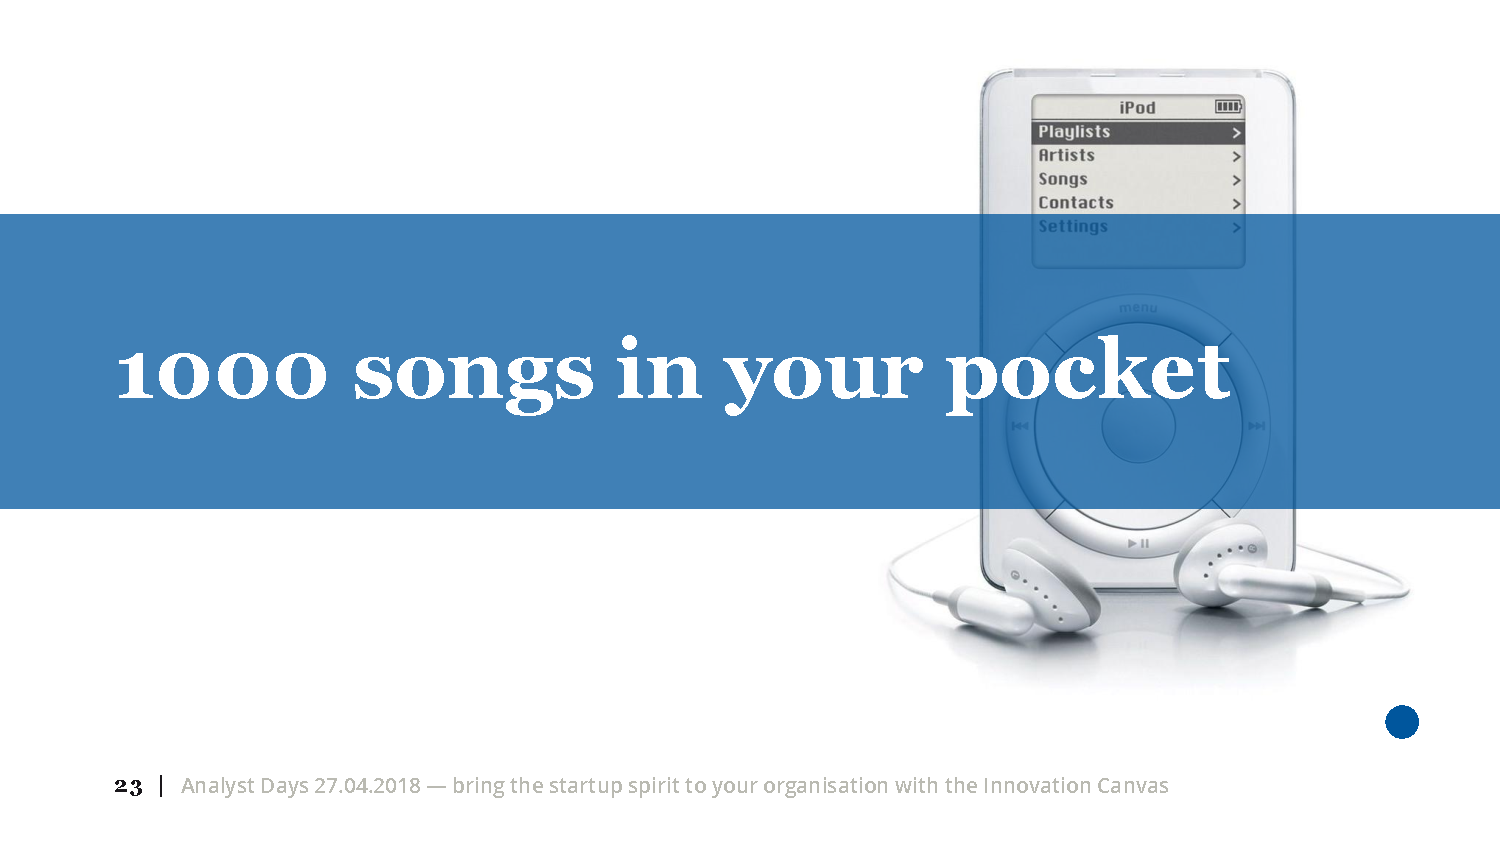 iPod
Playlists >
Artists >
Songs >
Contacts >
Settings >
menu
1000 songs in your pocket
23 | Analyst Days 27.04.2018 — bring the startup spirit to your organisation with the Innovation Canvas